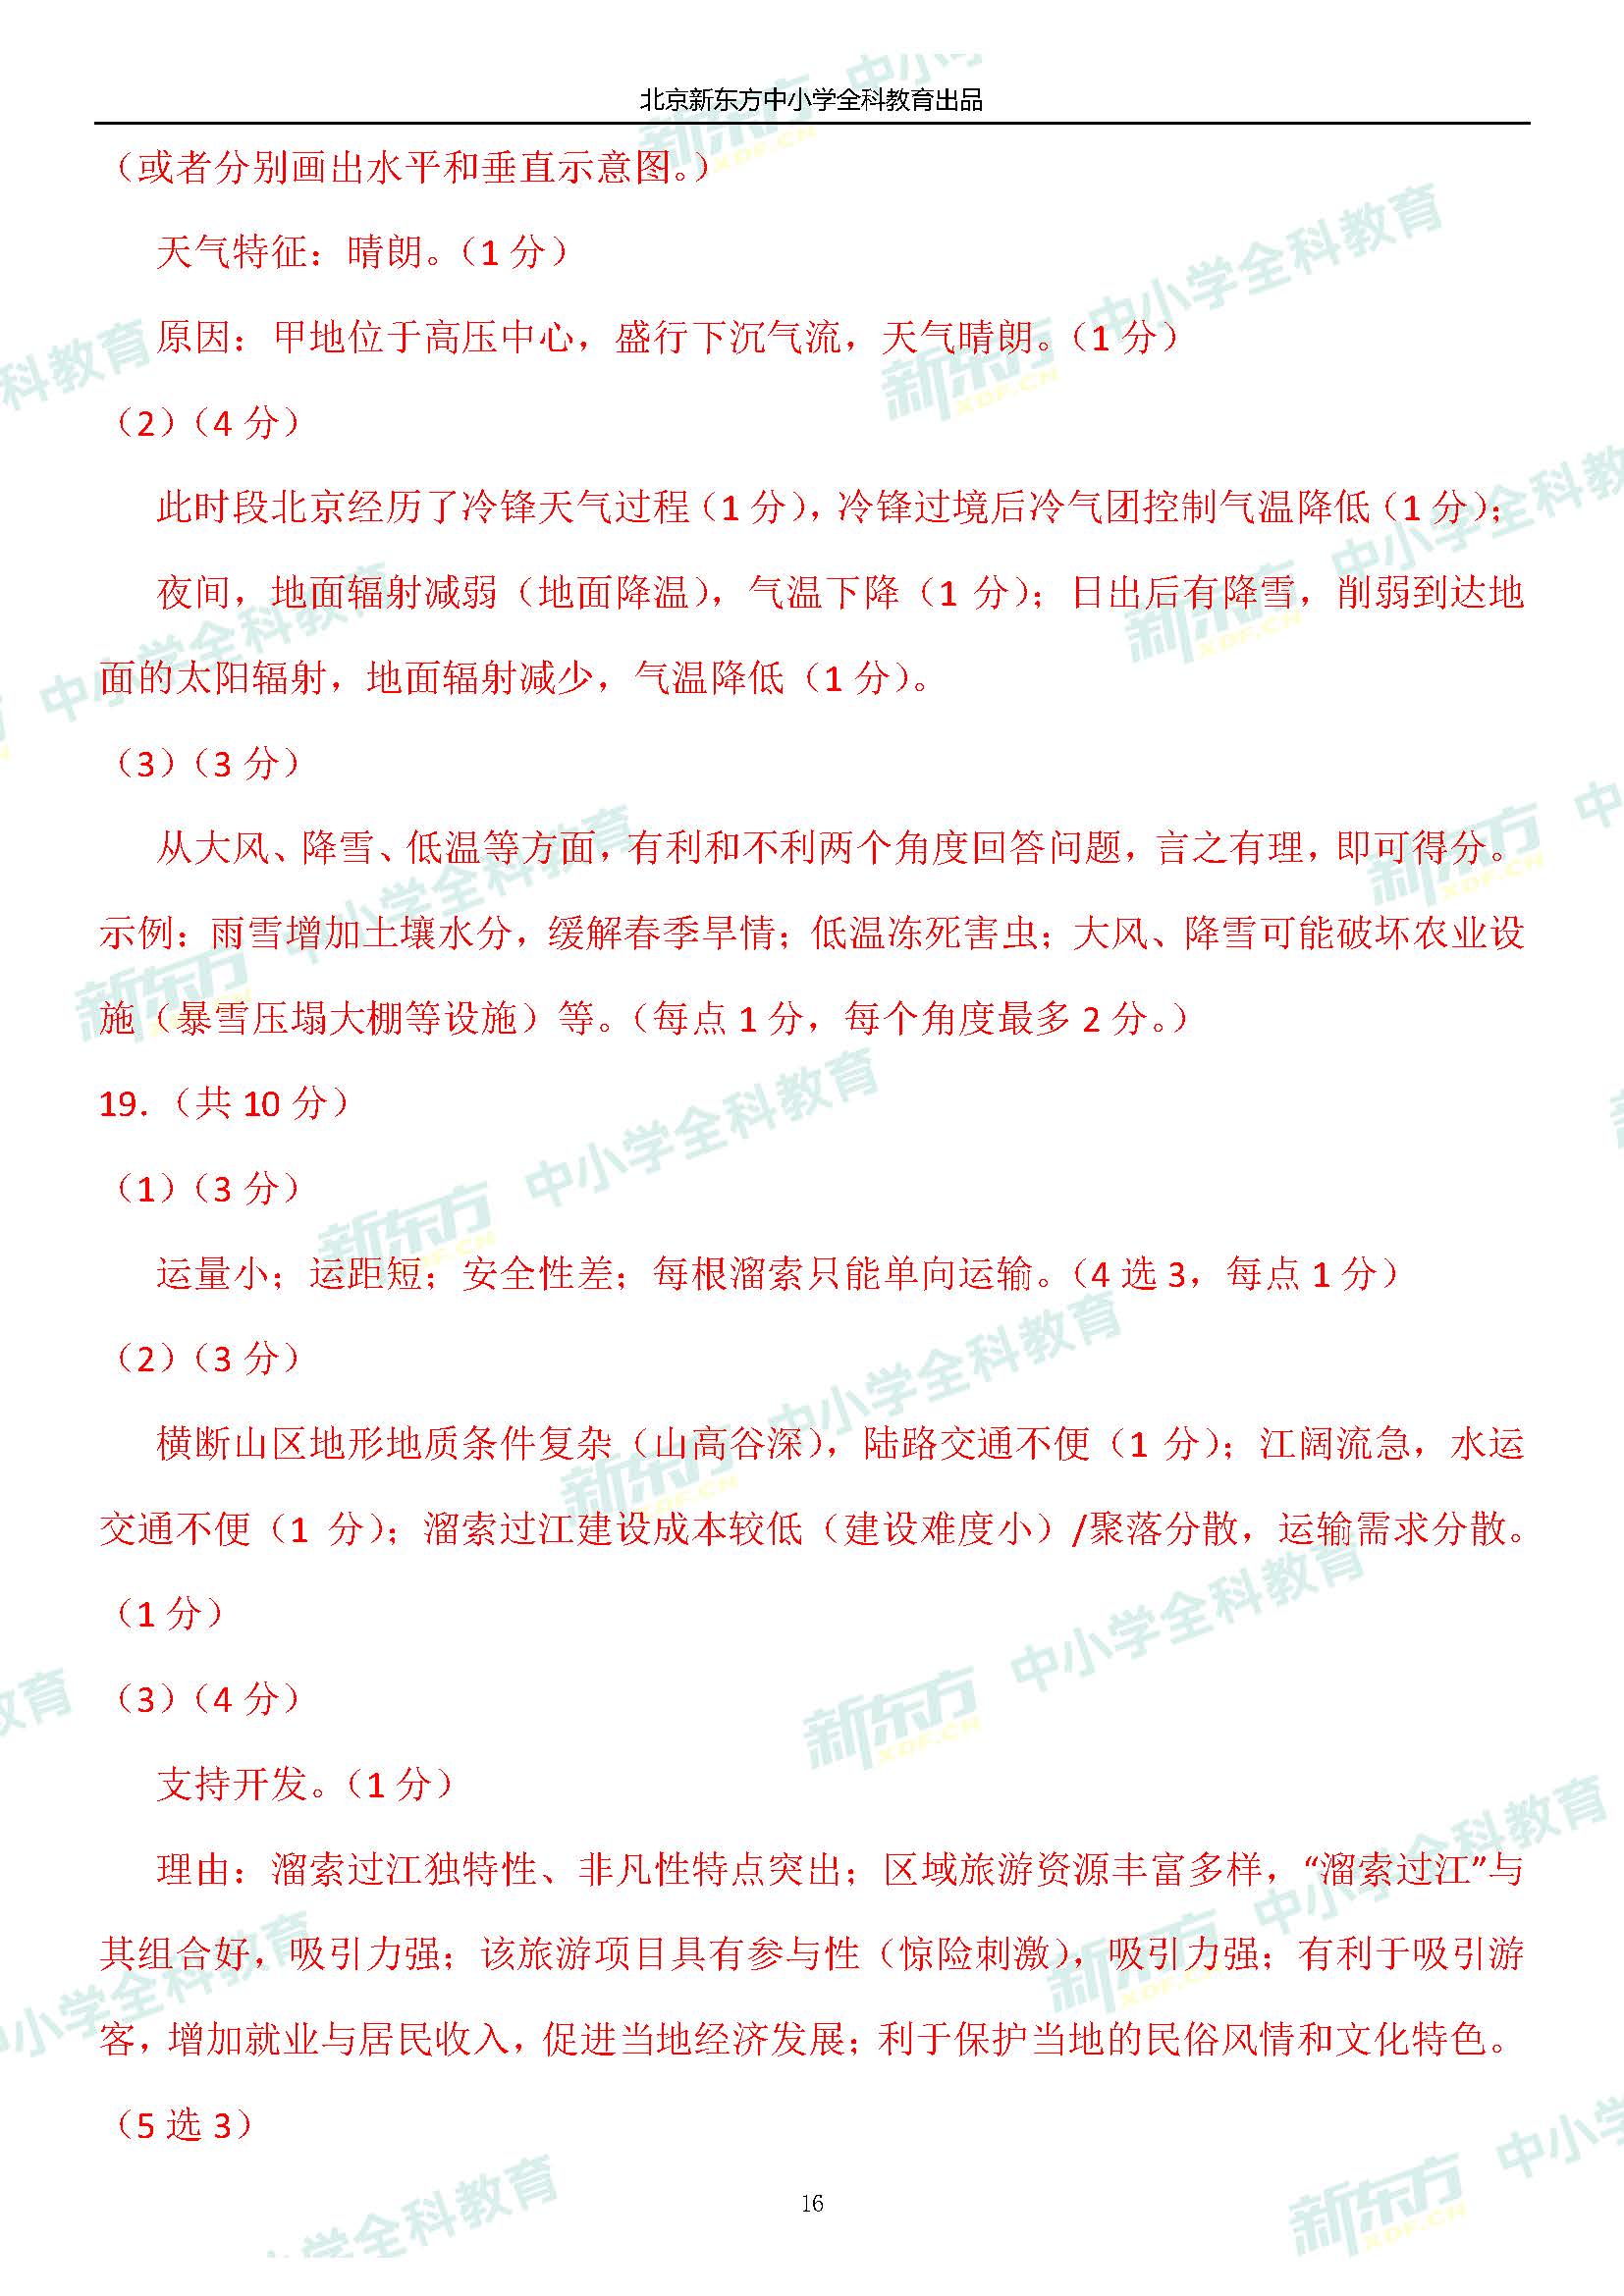 北京新东方中小学全科教育出品
（或者分别画出水平和垂直示意图。）
天气特征：晴朗。（1 分）
原因：甲地位于高压中心，盛行下沉气流，天气晴朗。（1 分）
（2）（4 分）
此时段北京经历了冷锋天气过程（1 分），冷锋过境后冷气团控制气温降低（1 分）；
夜间，地面辐射减弱（地面降温），气温下降（1 分）；日出后有降雪，削弱到达地
面的太阳辐射，地面辐射减少，气温降低（1 分）。
（3）（3 分）
从大风、降雪、低温等方面，有利和不利两个角度回答问题，言之有理，即可得分。
示例：雨雪增加土壤水分，缓解春季旱情；低温冻死害虫；大风、降雪可能破坏农业设
施（暴雪压塌大棚等设施）等。（每点 1 分，每个角度最多 2 分。）
19．（共 10 分）
（1）（3 分）
运量小；运距短；安全性差；每根溜索只能单向运输。（4 选 3，每点 1 分）
（2）（3 分）
横断山区地形地质条件复杂（山高谷深），陆路交通不便（1 分）；江阔流急，水运
交通不便（1 分）；溜索过江建设成本较低（建设难度小）/聚落分散，运输需求分散。
（1 分）
（3）（4 分）
支持开发。（1 分）
理由：溜索过江独特性、非凡性特点突出；区域旅游资源丰富多样，“溜索过江”与
其组合好，吸引力强；该旅游项目具有参与性（惊险刺激），吸引力强；有利于吸引游
客，增加就业与居民收入，促进当地经济发展；利于保护当地的民俗风情和文化特色。
（5 选 3）
16